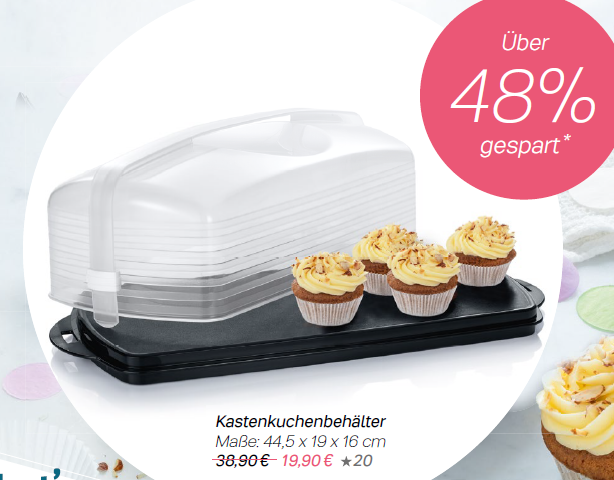 Über
48%
gespart*
Kastenkuchenbehälter
Maße: 44,5 x 19 x 16 cm
38,90 € 19,90 € ★20